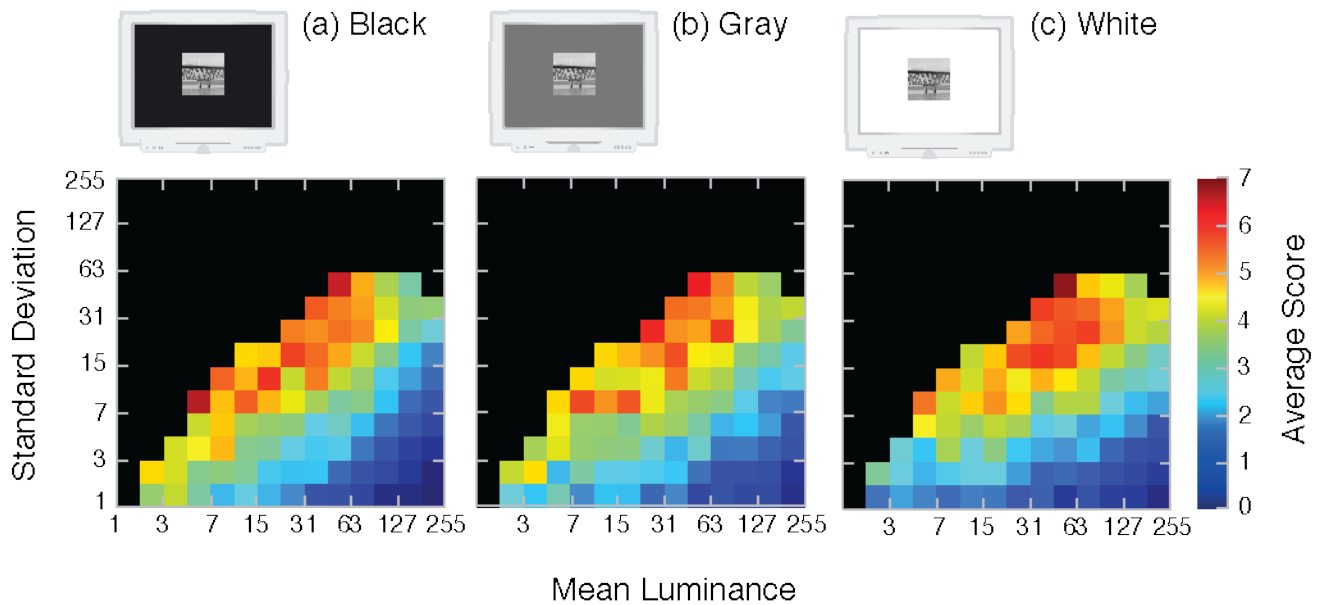 (a) Black
(b) Gray
(c) White
255
127
63
31
15
7
3
1
Standard Deviation
1 3 7 15 31 63 127 255
3 7 15 31 63 127 255
3 7 15 31 63 127 255
Mean Luminance
7
6
5
4
3
2
1
0
Average Score